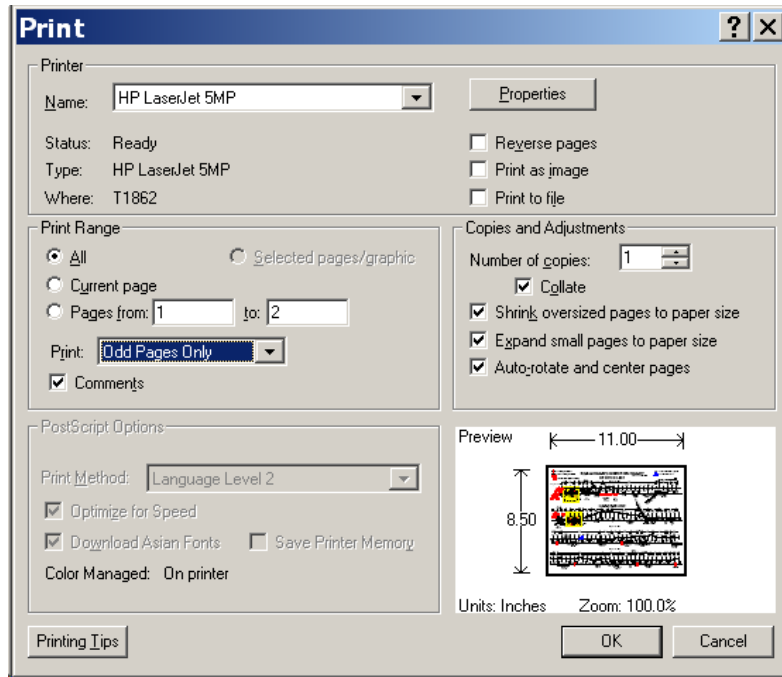 Print
Printer
Name: HP LaserJet 5MP
Properties
Status: Ready
Reverse pages
Type: HP LaserJet 5MP
Print as image
Where: T1862
Print to file
Print Range
All
Selected pages/graphic
Current page
Pages from: 1 to: 2
Print: Odd Pages Only
Comments
Copies and Adjustments
Number of copies: 1
Collate
Shrink oversized pages to paper size
Expand small pages to paper size
Auto-rotate and center pages
PostScript Options
Print Method: Language Level 2
Optimize for Speed
Download Asian Fonts Save Printer Memory
Color Managed: On printer
Preview
11.00
8.50
Units: Inches Zoom: 100.0%
Printing Tips
OK
Cancel